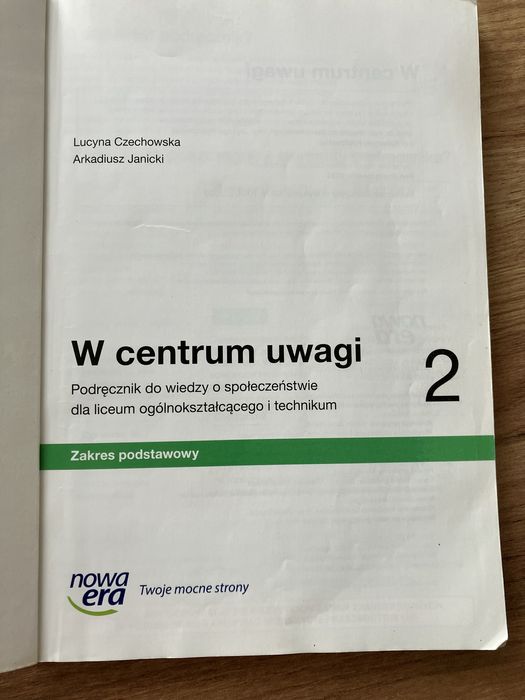 Lucyna Czechowska
Arkadiusz Janicki
W centrum uwagi
2
Podręcznik do wiedzy o społeczeństwie
dla liceum ogólnokształcącego i technikum
Zakres podstawowy
nowa
era
Twoje mocne strony